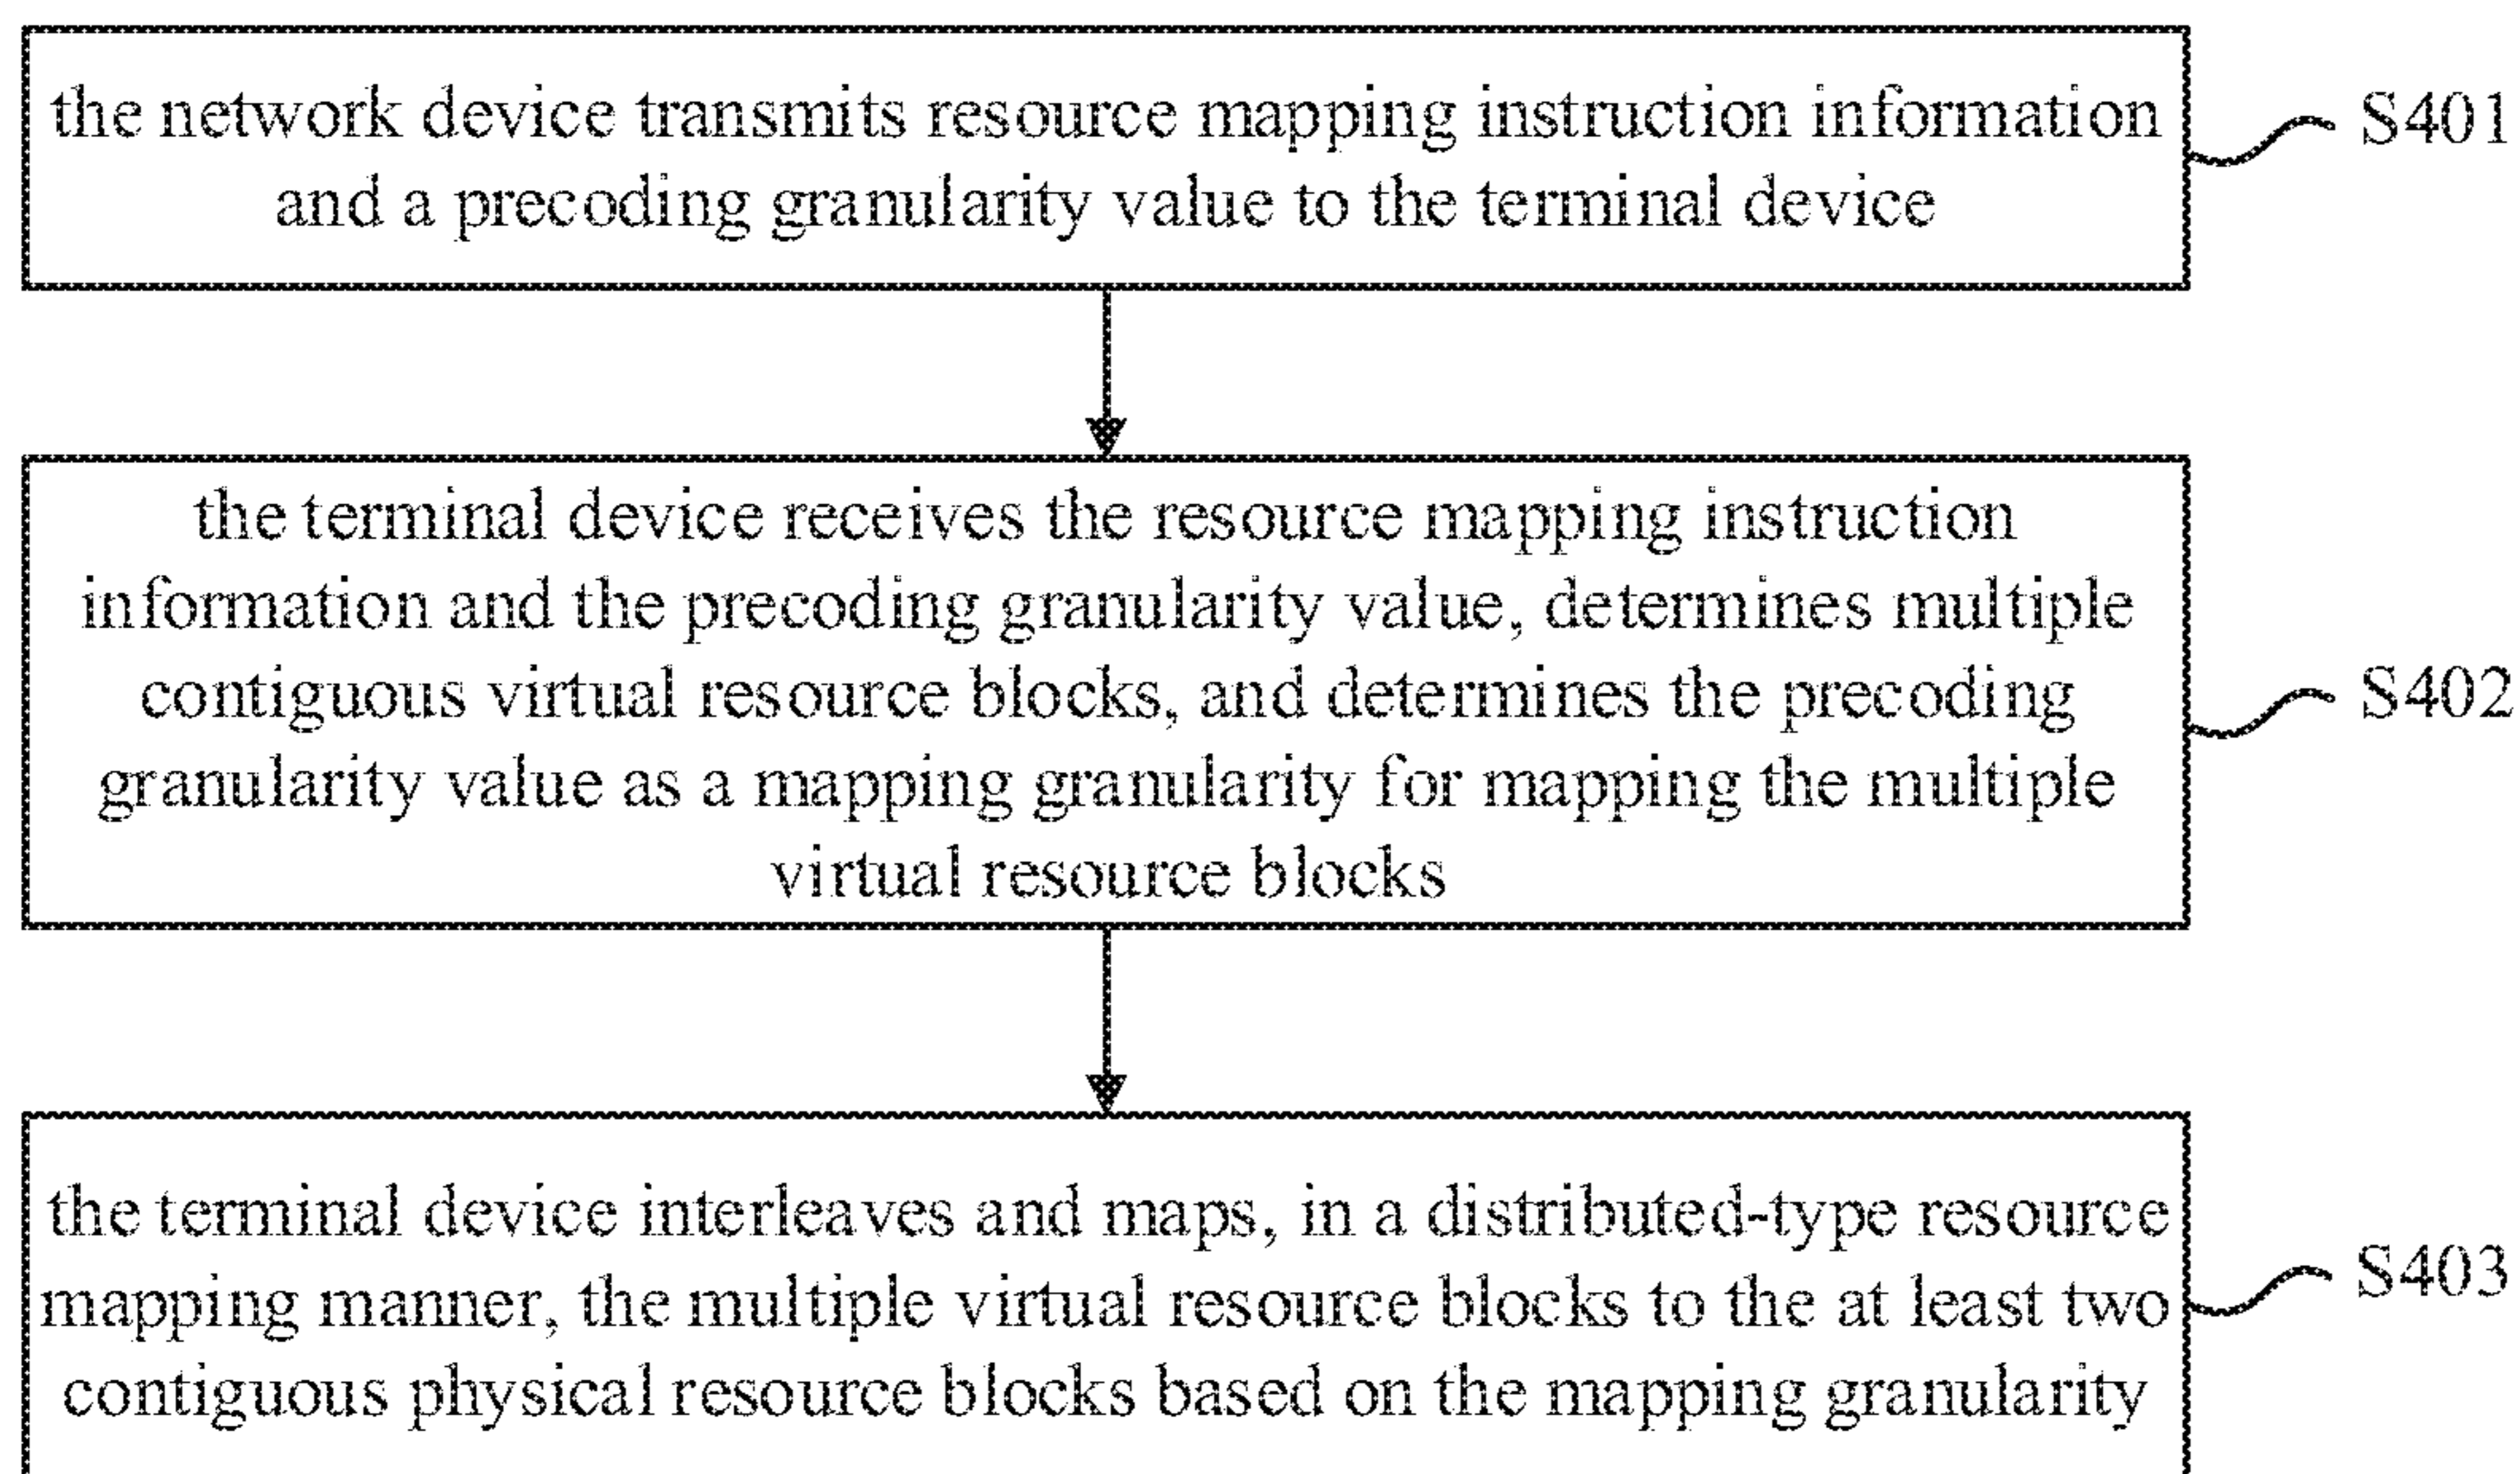 the network device transmits resource mapping instruction information
and a precoding granularity value to the terminal device
S401
the terminal device receives the resource mapping instruction
information and the precoding granularity value, determines multiple
contiguous virtual resource blocks, and determines the precoding
granularity value as a mapping granularity for mapping the multiple
virtual resource blocks
S402
the terminal device interleaves and maps, in a distributed-type resource
mapping manner, the multiple virtual resource blocks to the at least two
contiguous physical resource blocks based on the mapping granularity
S403